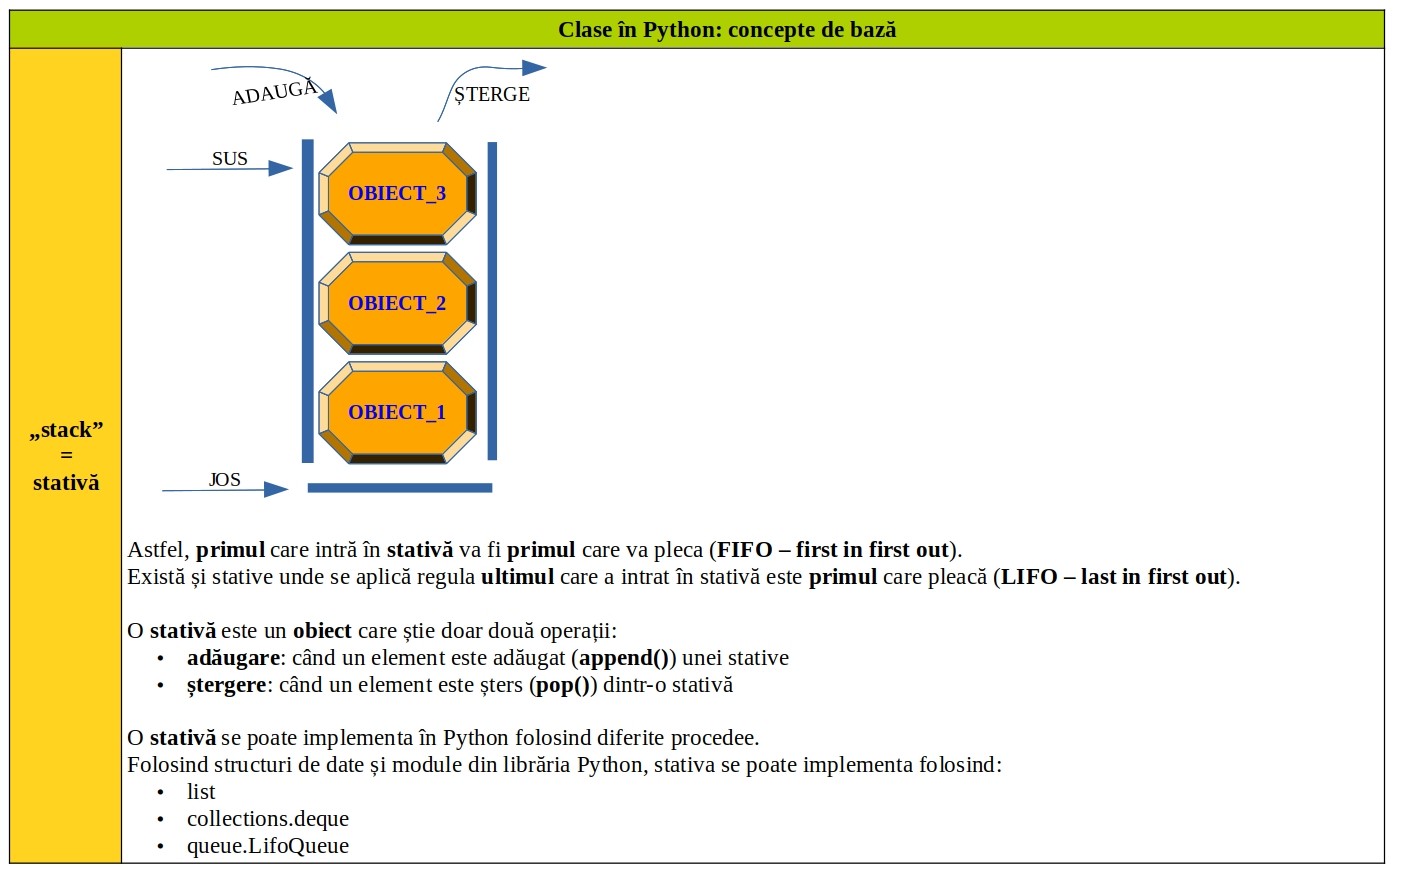 Clase în Python: concepte de bază
„stack”
=
stativă
ADAUGĂ
ȘTERGE
SUS
OBIECT_3
OBIECT_2
OBIECT_1
JOS
Astfel, primul care intră în stativă va fi primul care va pleca (FIFO – first in first out).
Există și stative unde se aplică regula ultimul care a intrat în stativă este primul care pleacă (LIFO – last in first out).
O stativă este un obiect care știe doar două operații:
• adăugare: când un element este adăugat (append()) unei stative
• ștergere: când un element este șters (pop()) dintr-o stativă
O stativă se poate implementa în Python folosind diferite procedee.
Folosind structuri de date și module din librăria Python, stativa se poate implementa folosind:
• list
• collections.deque
• queue.LifoQueue